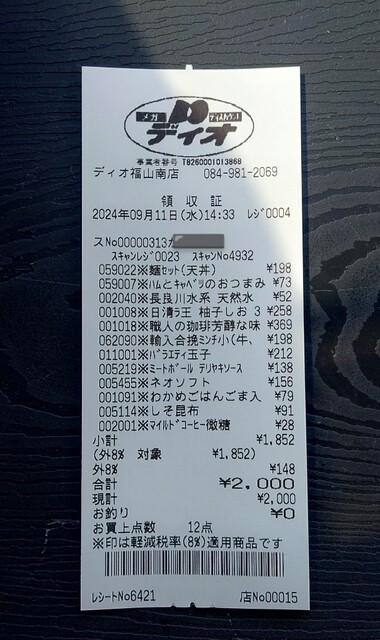 メガ ディスカウント
ディオ
事業者番号 T8260001013868
ディオ福山南店 084-981-2069
領収証
2024年09月11日(水)14:33 ﾚｼﾞ0004
スNo00000313ｶ
ｽｷｬﾝﾚｼﾞ0023 ｽｷｬﾝNo4932
059022※麺ｾｯﾄ(天丼) ¥198
059007※ﾊﾑとｷｬﾍﾞﾂのおつまみ ¥73
002040※長良川水系 天然水 ¥52
001008※日清ラ王 柚子しお 3 ¥258
001018※職人の珈琲芳醇な味 ¥369
062090※輸入合挽ﾐﾝﾁ小(牛、 ¥198
011001※ﾊﾞﾗｴﾃｨ玉子 ¥212
005219※ﾐｰﾄﾎﾞｰﾙ ﾃﾘﾔｷｿｰｽ ¥138
005455※ネオソフト ¥156
001091※わかめごはんごま入 ¥79
005114※しそ昆布 ¥91
002001※ﾏｲﾙﾄﾞｺｰﾋｰ微糖 ¥28
小計 ¥1,852
(外8% 対象 ¥1,852)
外8% ¥148
合計 ¥2,000
現計 ¥2,000
お釣り ¥0
お買上点数 12点
※印は軽減税率(8%)適用商品です
ﾚｼｰﾄNo6421 店No00015